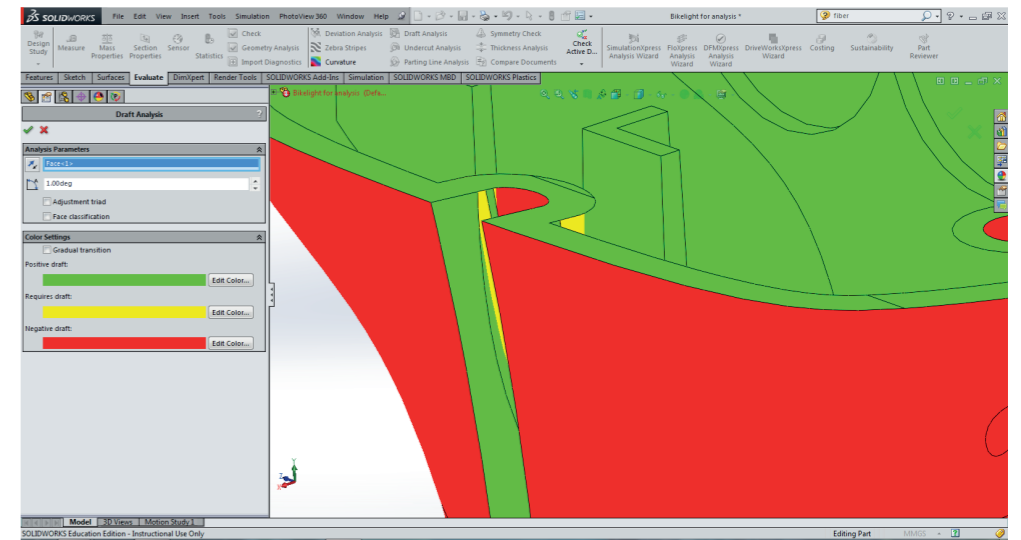 SOLIDWORKS File Edit View Insert Tools Simulation PhotoView 360 Window Help Bikelight for analysis * fiber
Design Study Measure Mass Properties Section Properties Sensor Statistics
Check
Geometry Analysis
Import Diagnostics
Deviation Analysis
Zebra Stripes
Curvature
Draft Analysis
Undercut Analysis
Parting Line Analysis
Symmetry Check
Thickness Analysis
Compare Documents
Check Active D...
SimulationXpress Analysis Wizard
FloXpress Analysis Wizard
DFMXpress Analysis Wizard
DriveWorksXpress Wizard
Costing
Sustainability
Part Reviewer
Features Sketch Surfaces Evaluate DimXpert Render Tools SOLIDWORKS Add-Ins Simulation SOLIDWORKS MBD SOLIDWORKS Plastics
Bikelight for analysis (Defa...
Draft Analysis ?
Analysis Parameters
Face<1>
1.00deg
Adjustment triad
Face classification
Color Settings
Gradual transition
Positive draft:
Edit Color...
Requires draft:
Edit Color...
Negative draft:
Edit Color...
Y
Z
X
Model 3D Views Motion Study 1
SOLIDWORKS Education Edition - Instructional Use Only Editing Part MMGS